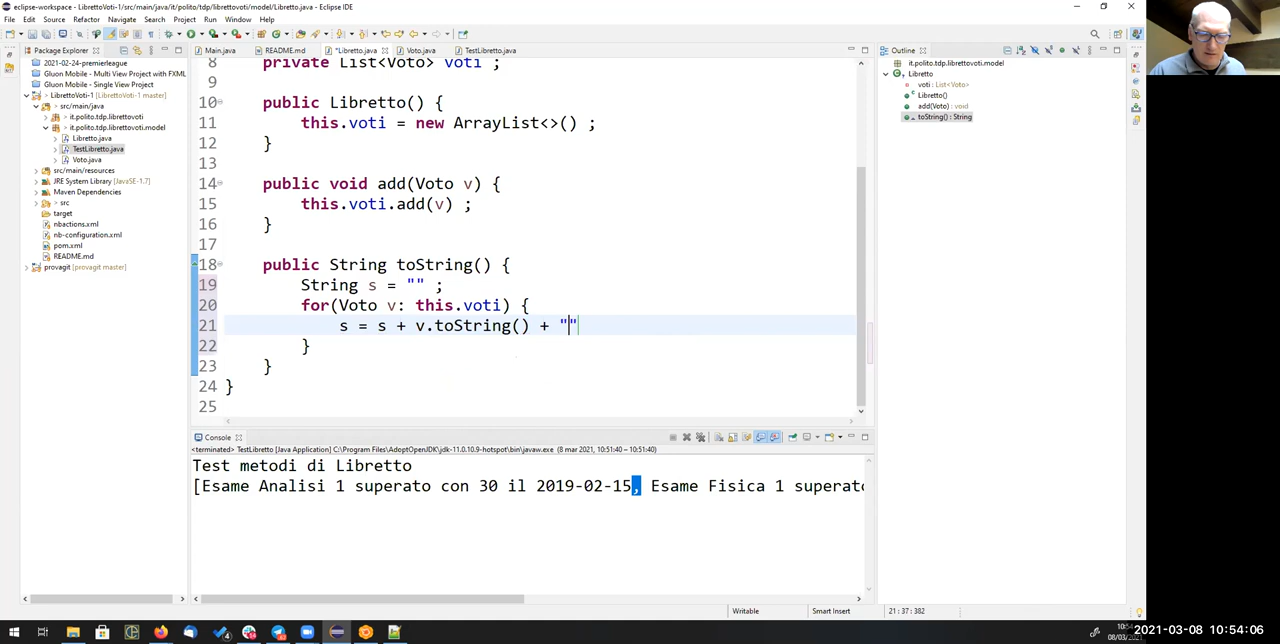 eclipse-workspace - LibrettoVoti-1/src/main/java/it/polito/tdp/librettovoti/model/Libretto.java - Eclipse IDE
File Edit Source Refactor Navigate Search Project Run Window Help
Package Explorer
2021-02-24-premierleague
Gluon Mobile - Multi View Project with FXML
Gluon Mobile - Single View Project
LibrettoVoti-1 [LibrettoVoti-1 master]
src/main/java
it.polito.tdp.librettovoti
it.polito.tdp.librettovoti.model
Libretto.java
TestLibretto.java
Voto.java
src/main/resources
JRE System Library [JavaSE-1.7]
Maven Dependencies
src
target
nbactions.xml
nb-configuration.xml
pom.xml
README.md
provagit [provagit master]
Main.java README.md *Libretto.java Voto.java TestLibretto.java
8 private List<Voto> voti ;
9
10 public Libretto() {
11 this.voti = new ArrayList<>() ;
12 }
13
14 public void add(Voto v) {
15 this.voti.add(v) ;
16 }
17
18 public String toString() {
19 String s = "" ;
20 for(Voto v: this.voti) {
21 s = s + v.toString() + ""
22 }
23 }
24 }
25
Outline
it.polito.tdp.librettovoti.model
Libretto
voti : List<Voto>
Libretto()
add(Voto) : void
toString() : String
Console
<terminated> TestLibretto [Java Application] C:\Program Files\AdoptOpenJDK\jdk-11.0.10.9-hotspot\bin\javaw.exe (8 mar 2021, 10:51:40 – 10:51:40)
Test metodi di Libretto
[Esame Analisi 1 superato con 30 il 2019-02-15, Esame Fisica 1 superato
Writable Smart Insert 21 : 37 : 382
2021-03-08 10:54:06